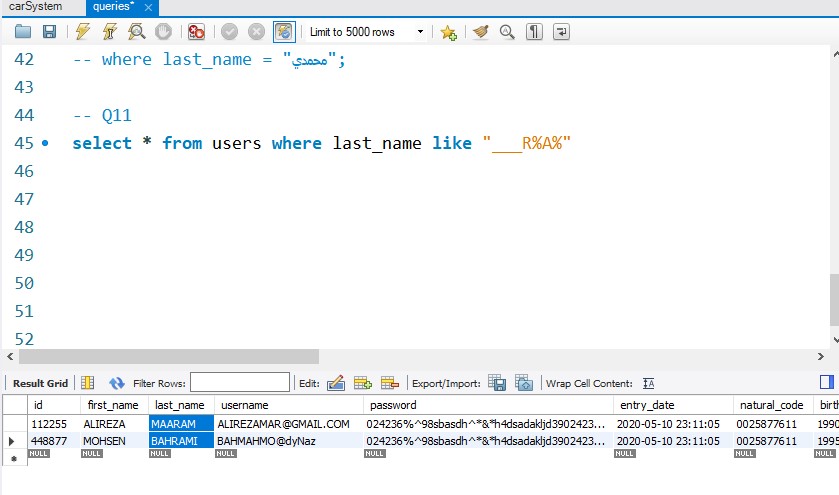 carSystem queries*
Limit to 5000 rows
42 -- where last_name = "محمدي";
43
44 -- Q11
45 select * from users where last_name like "___R%A%"
46
47
48
49
50
51
52
Result Grid Filter Rows: Edit: Export/Import: Wrap Cell Content:
id first_name last_name username password entry_date natural_code birt
112255 ALIREZA MAARAM ALIREZAMAR@GMAIL.COM 024236%^98sbasdh^*&*h4dsadakljd3902423... 2020-05-10 23:11:05 0025877611 1990
448877 MOHSEN BAHRAMI BAHMAHMO@dyNaz 024236%^98sbasdh^*&*h4dsadakljd3902423... 2020-05-10 23:11:05 0025877611 1995
NULL NULL NULL NULL NULL NULL NULL NULL